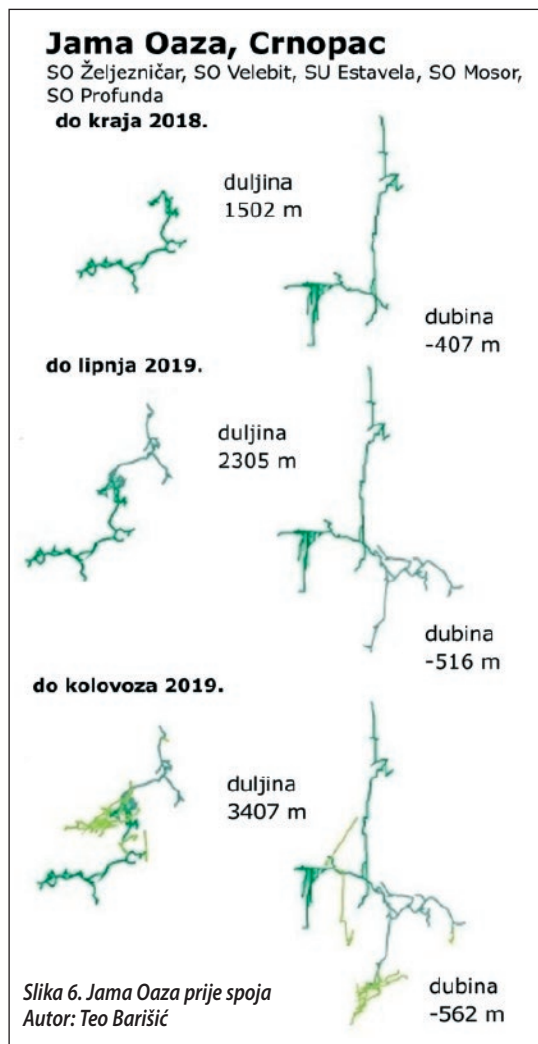 Jama Oaza, Crnopac
SO Željezničar, SO Velebit, SU Estavela, SO Mosor,
SO Profunda
do kraja 2018.
duljina
1502 m
dubina
-407 m
do lipnja 2019.
duljina
2305 m
dubina
-516 m
do kolovoza 2019.
duljina
3407 m
dubina
-562 m
Slika 6. Jama Oaza prije spoja
Autor: Teo Barišić